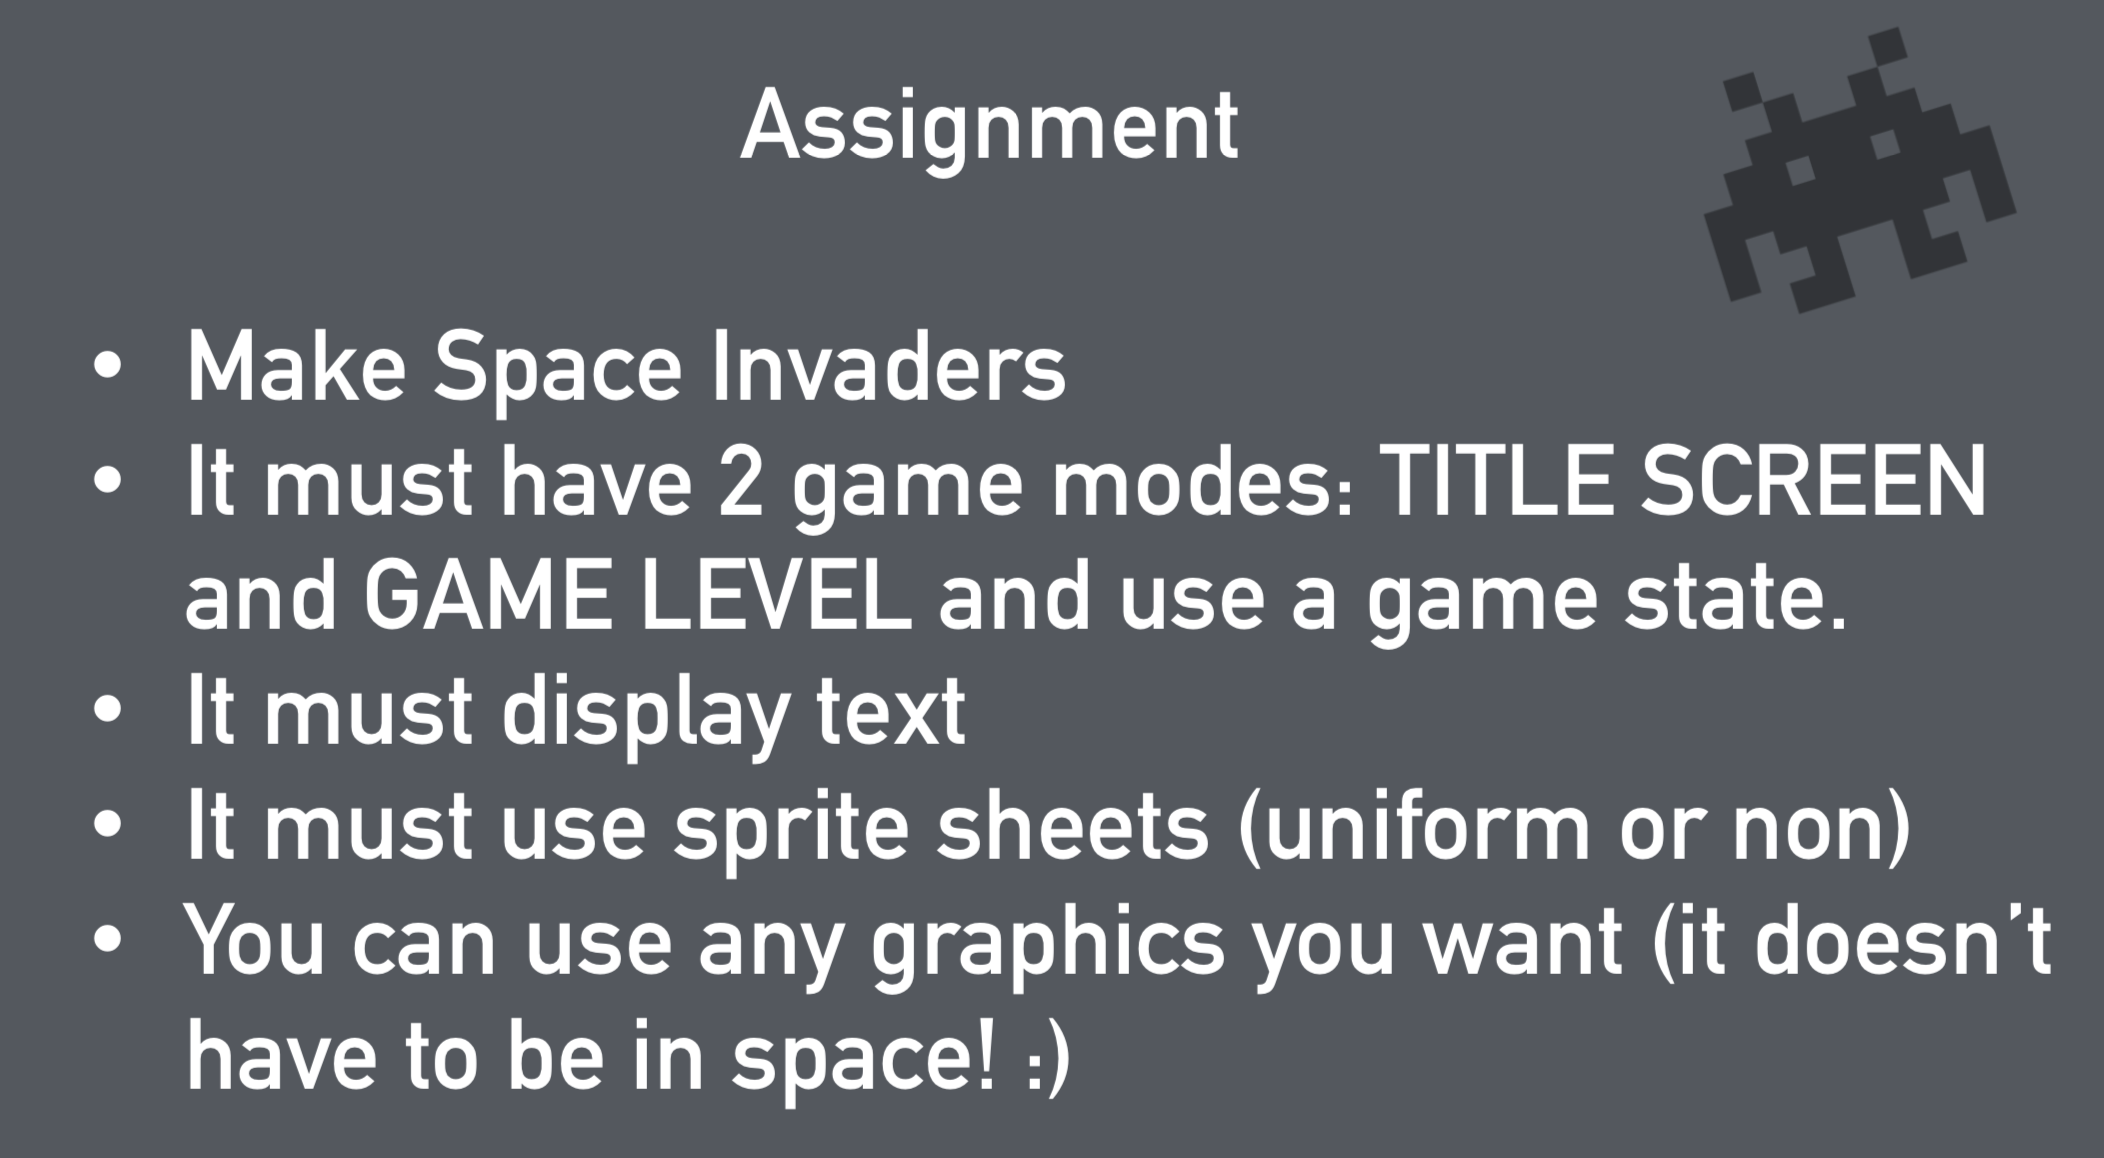 Assignment
• Make Space Invaders
• It must have 2 game modes: TITLE SCREEN
and GAME LEVEL and use a game state.
• It must display text
• It must use sprite sheets (uniform or non)
• You can use any graphics you want (it doesn’t
have to be in space! :)